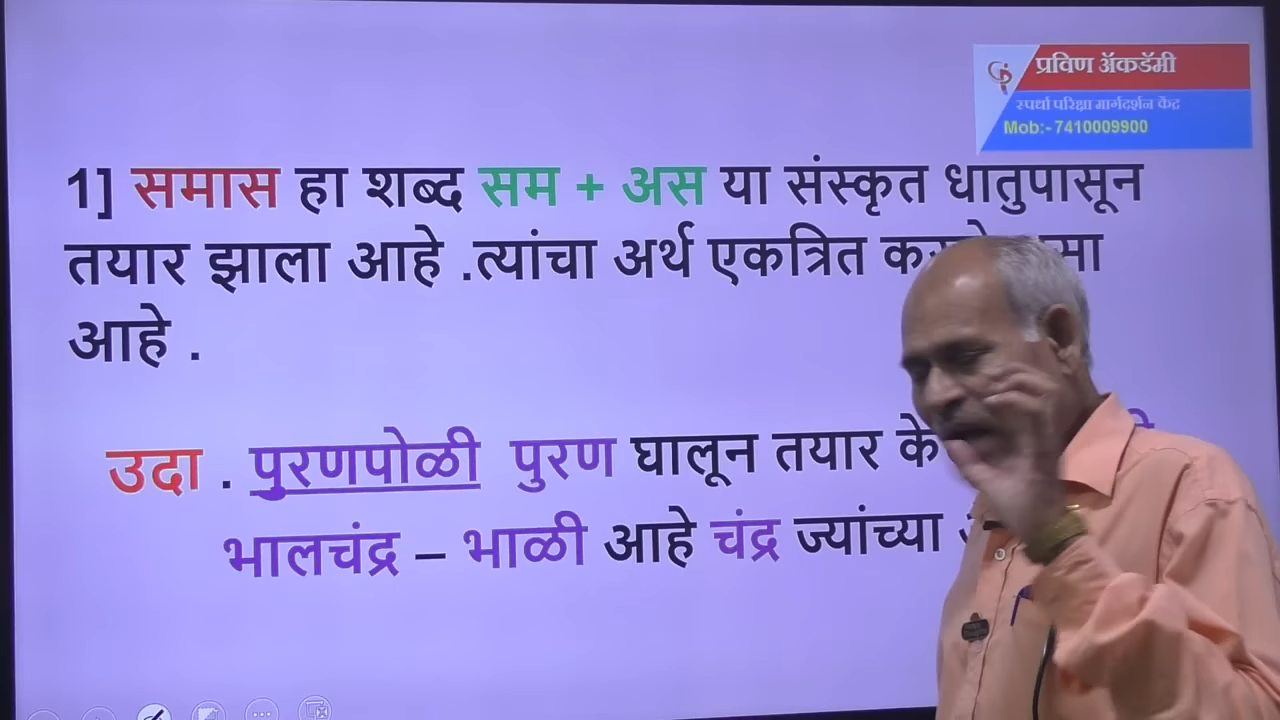 प्रविण ॲकडॅमी
स्पर्धा परिक्षा मार्गदर्शन केंद्र
Mob:- 7410009900
1] समास हा शब्द सम + अस या संस्कृत धातुपासून
तयार झाला आहे .त्यांचा अर्थ एकत्रित
आहे .
उदा . पुरणपोळी पुरण घालून तयार
भालचंद्र – भाळी आहे चंद्र ज्यांच्या